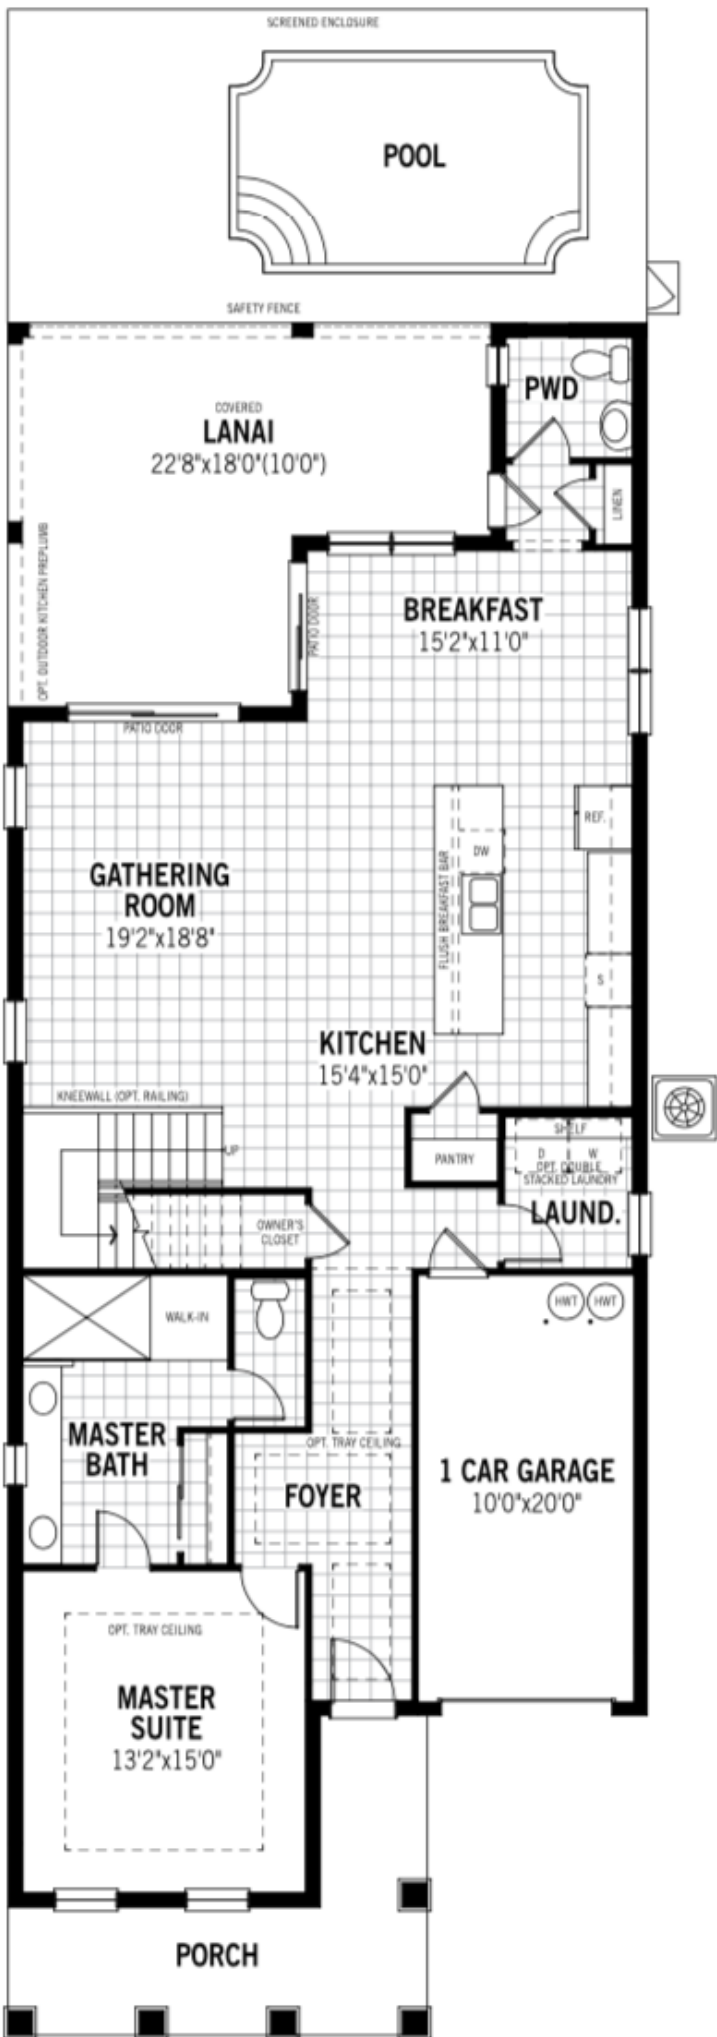 SCREENED ENCLOSURE
POOL
SAFETY FENCE
PWD
COVERED
LANAI
22'8"x18'0"(10'0")
LINEN
OPT. OUTDOOR KITCHEN PREPLUMB
BREAKFAST
15'2"x11'0"
PATIO DOOR
PATIO DOOR
REF.
DW
FLUSH BREAKFAST BAR
GATHERING
ROOM
19'2"x18'8"
S
KITCHEN
15'4"x15'0"
KNEEWALL (OPT. RAILING)
UP
PANTRY
SHELF
D W
OPT. DOUBLE
STACKED LAUNDRY
LAUND.
OWNER'S
CLOSET
WALK-IN
HWT HWT
MASTER
BATH
OPT. TRAY CEILING
FOYER
1 CAR GARAGE
10'0"x20'0"
OPT. TRAY CEILING
MASTER
SUITE
13'2"x15'0"
PORCH